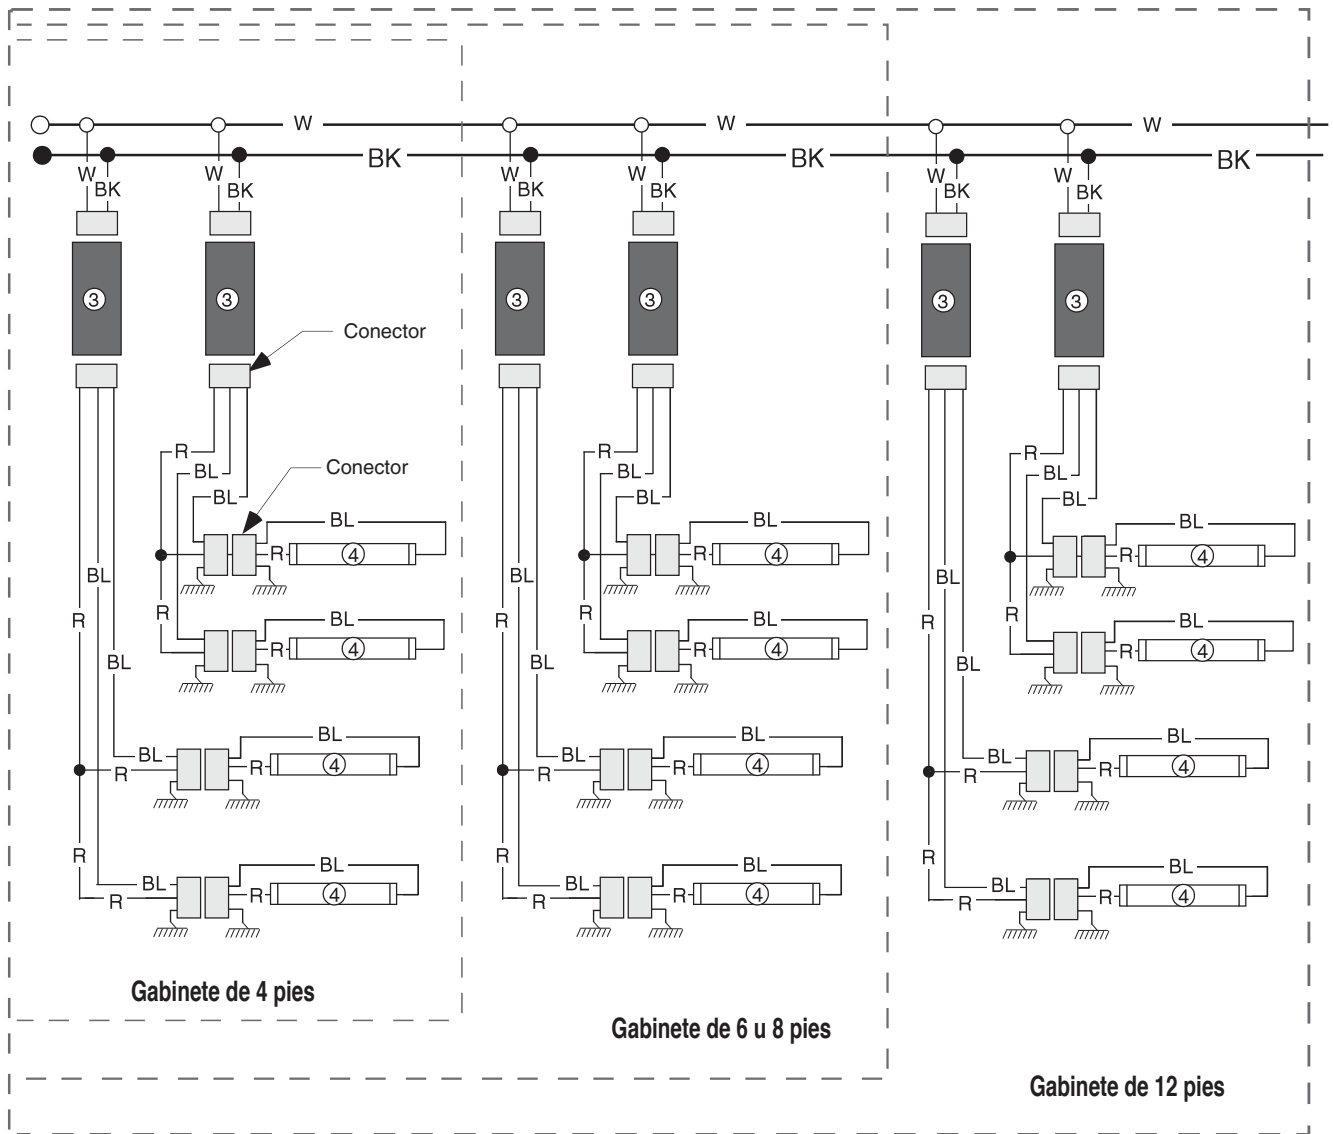 W W W
BK BK BK
W W W W W W
BK BK BK BK BK BK
3 3 3 3 3 3
Conector
R R R
BL BL BL
Conector
BL BL BL
BL BL BL
R 4 R 4 R 4
BL BL BL
R R R
R R R
BL BL BL
R 4 R 4 R 4
BL BL BL
BL BL BL
BL BL BL
R R 4 R R 4 R R 4
R R R
BL BL BL
BL BL BL
R R 4 R R 4 R R 4
Gabinete de 4 pies
Gabinete de 6 u 8 pies
Gabinete de 12 pies